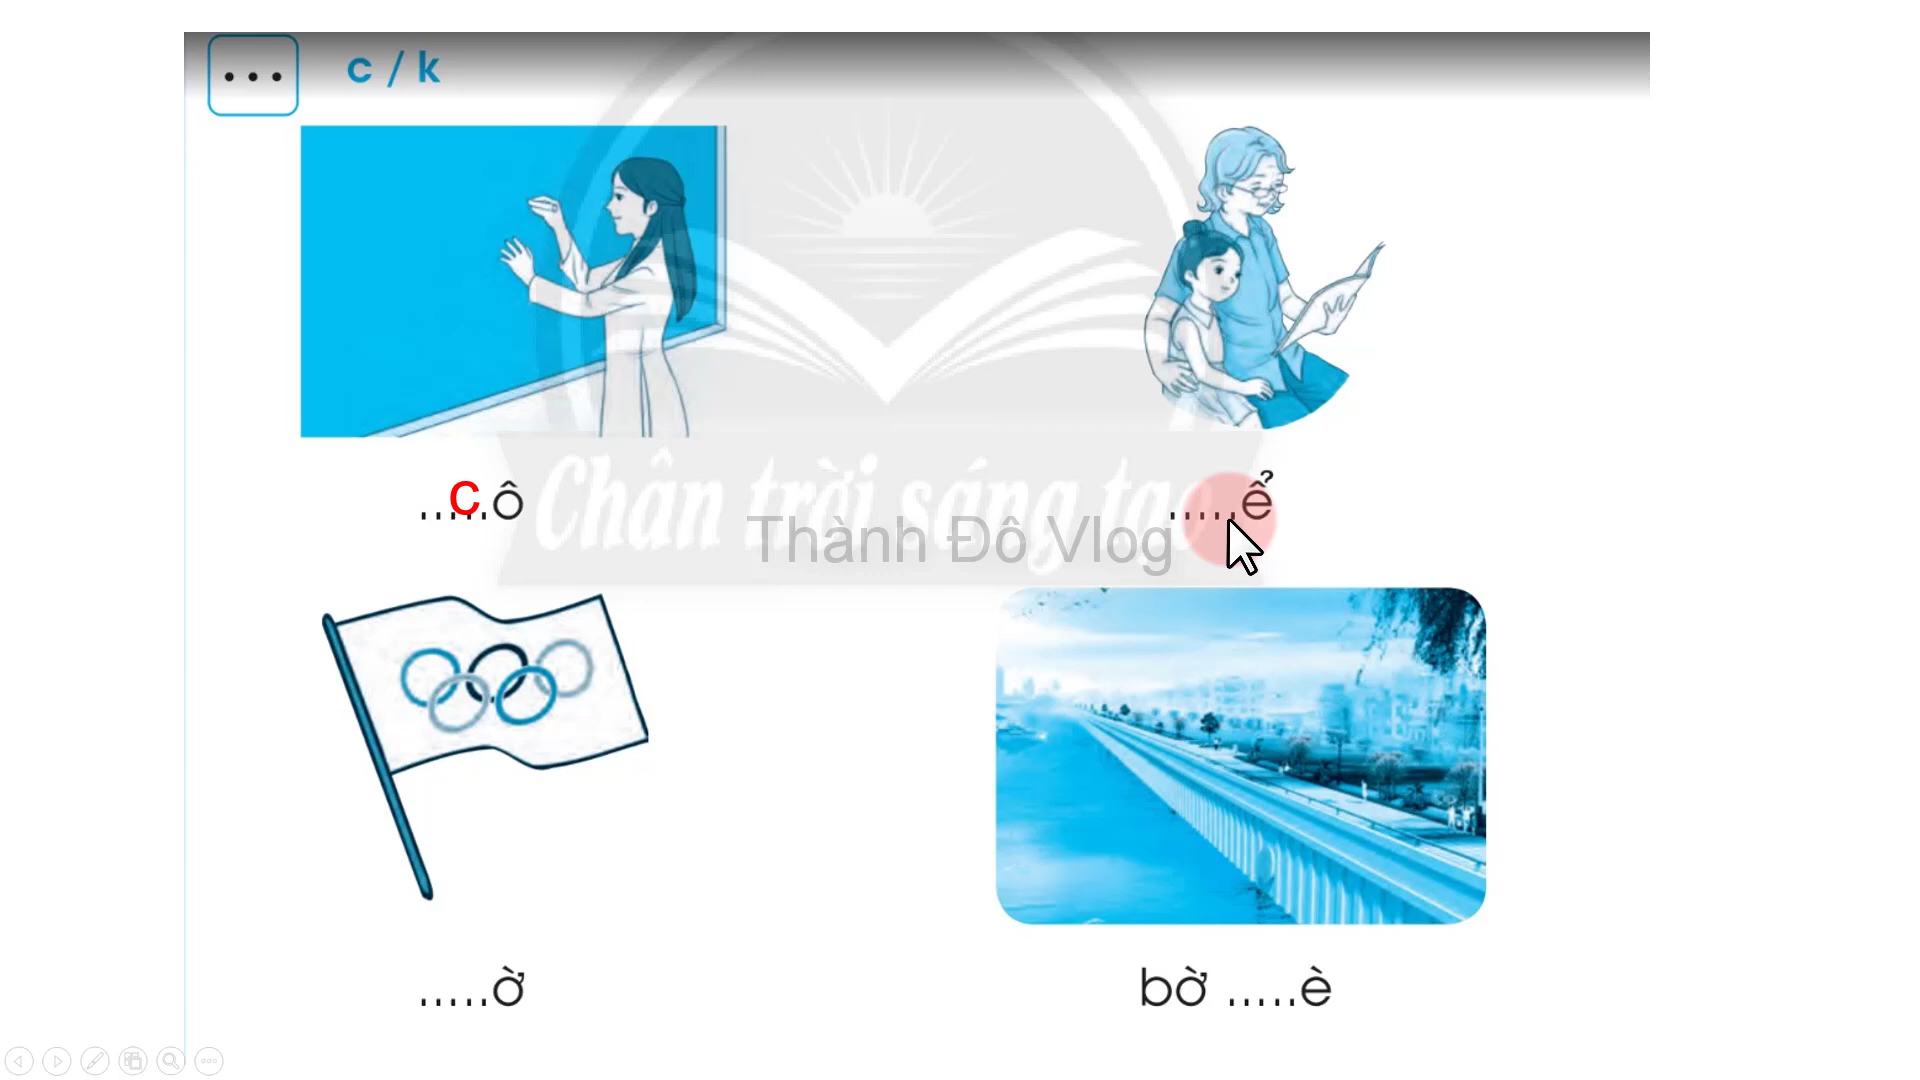 ... c / k
.....cô
.....ể
Chân trời sáng tạo
Thành Đô Vlog
.....ờ
bờ .....è